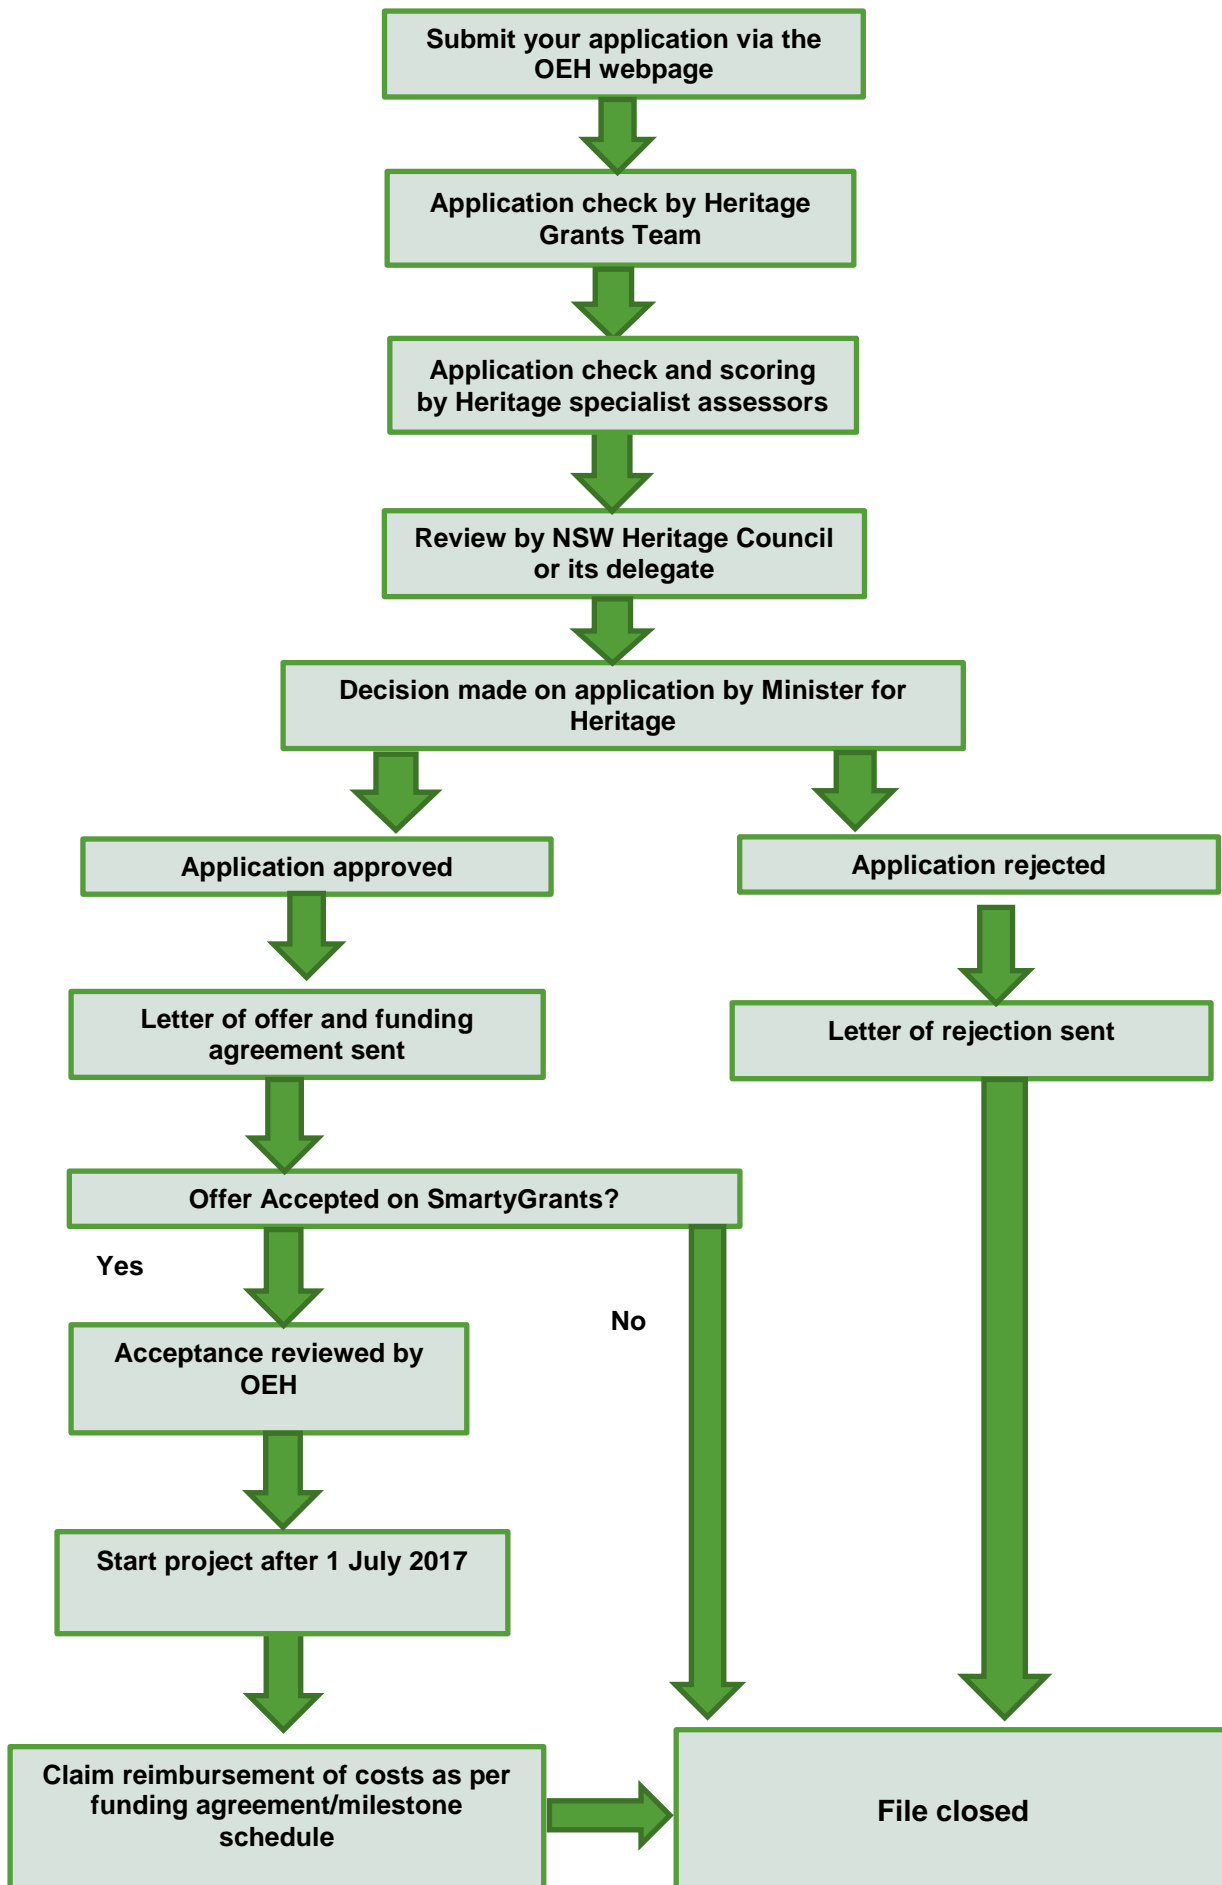 Submit your application via the
OEH webpage
Application check by Heritage
Grants Team
Application check and scoring
by Heritage specialist assessors
Review by NSW Heritage Council
or its delegate
Decision made on application by Minister for
Heritage
Application approved
Application rejected
Letter of offer and funding
agreement sent
Letter of rejection sent
Offer Accepted on SmartyGrants?
Yes
No
Acceptance reviewed by
OEH
Start project after 1 July 2017
Claim reimbursement of costs as per
funding agreement/milestone
schedule
File closed